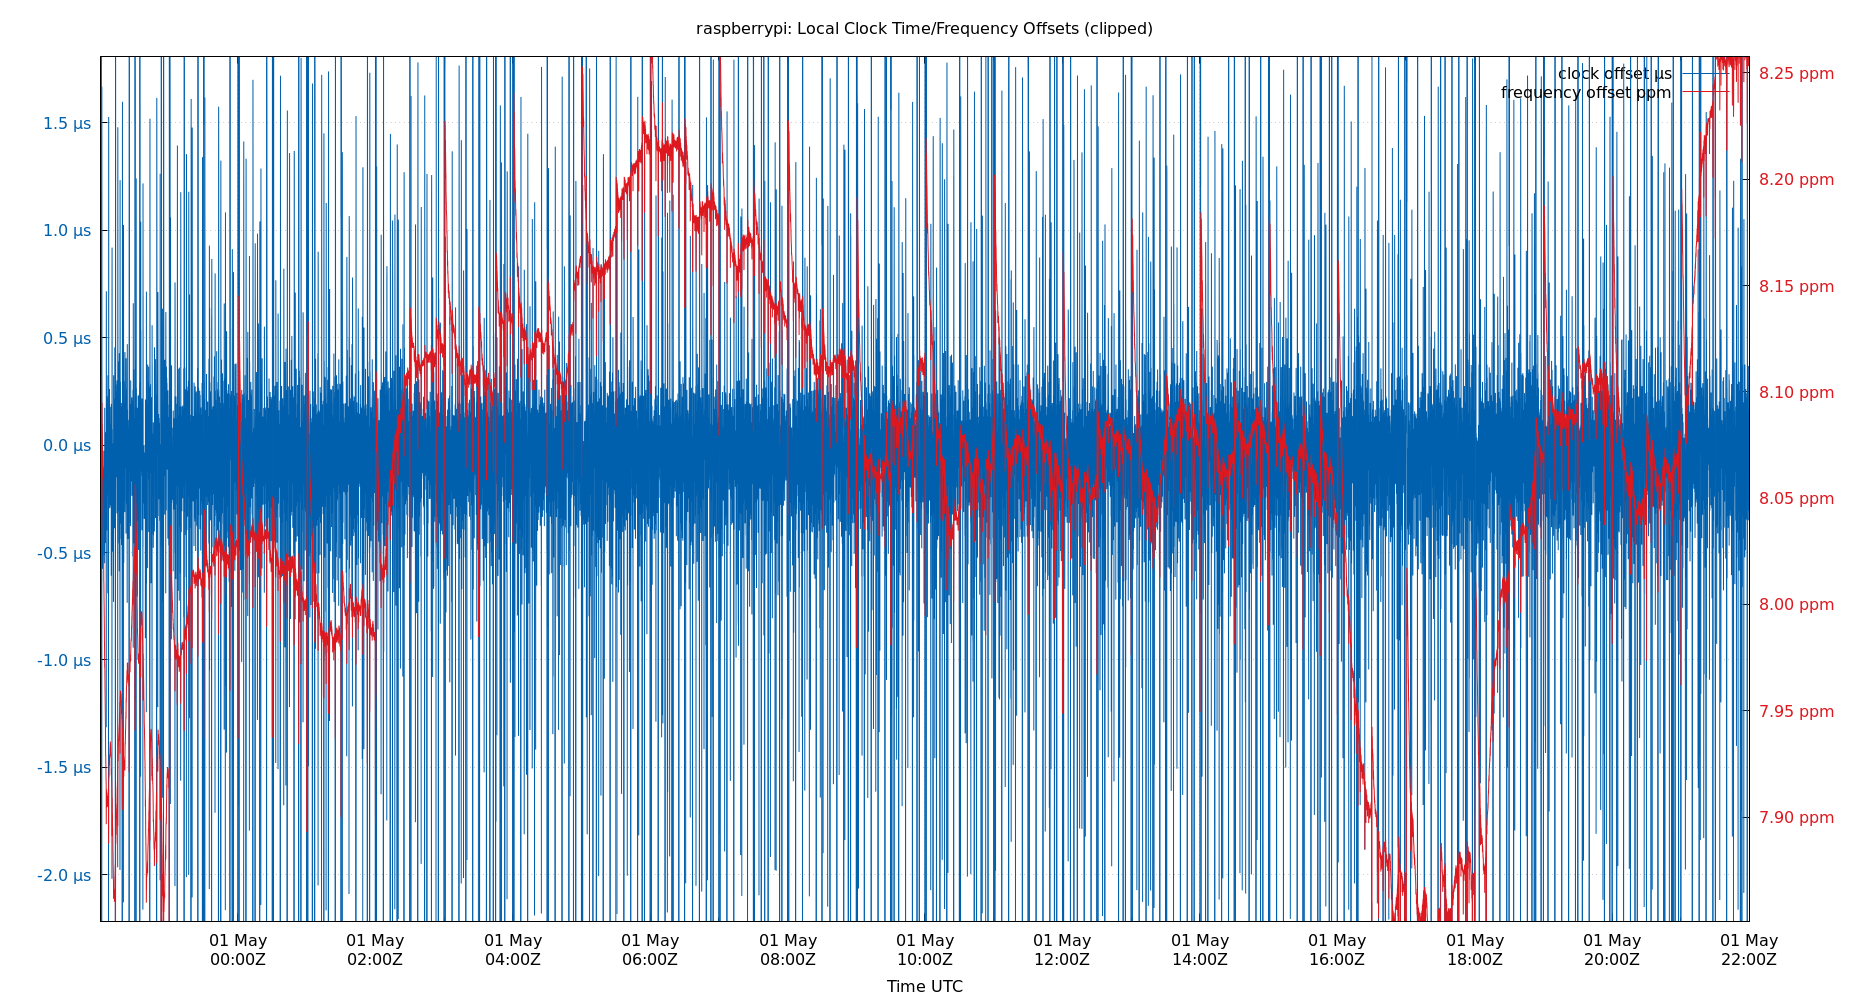 raspberrypi: Local Clock Time/Frequency Offsets (clipped)
clock offset µs
frequency offset ppm
1.5 µs
1.0 µs
0.5 µs
0.0 µs
-0.5 µs
-1.0 µs
-1.5 µs
-2.0 µs
8.25 ppm
8.20 ppm
8.15 ppm
8.10 ppm
8.05 ppm
8.00 ppm
7.95 ppm
7.90 ppm
01 May 01 May 01 May 01 May 01 May 01 May 01 May 01 May 01 May 01 May 01 May 01 May
00:00Z 02:00Z 04:00Z 06:00Z 08:00Z 10:00Z 12:00Z 14:00Z 16:00Z 18:00Z 20:00Z 22:00Z
Time UTC